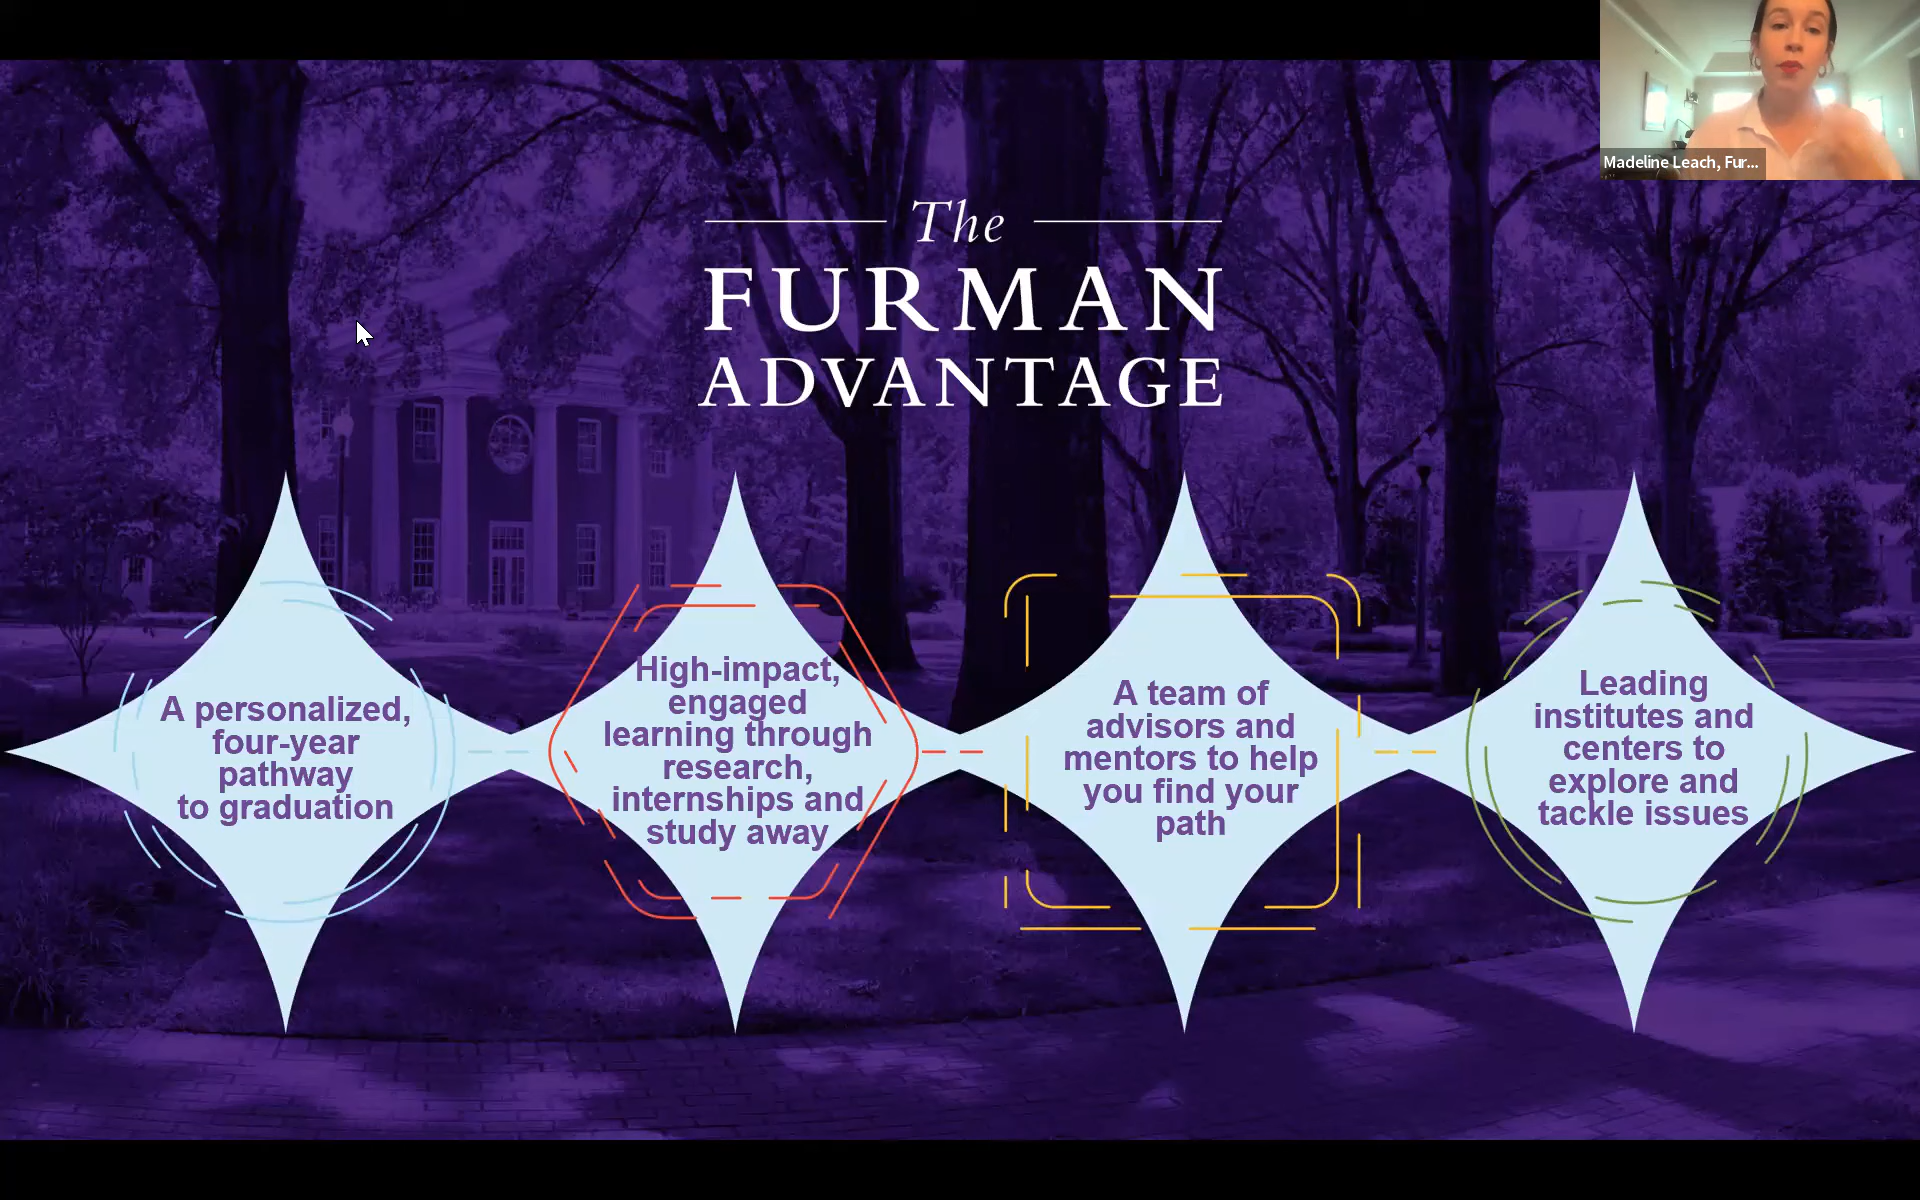 The
FURMAN
ADVANTAGE
A personalized,
four-year
pathway
to graduation
High-impact,
engaged
learning through
research,
internships and
study away
A team of
advisors and
mentors to help
you find your
path
Leading
institutes and
centers to
explore and
tackle issues
Madeline Leach, Fur...